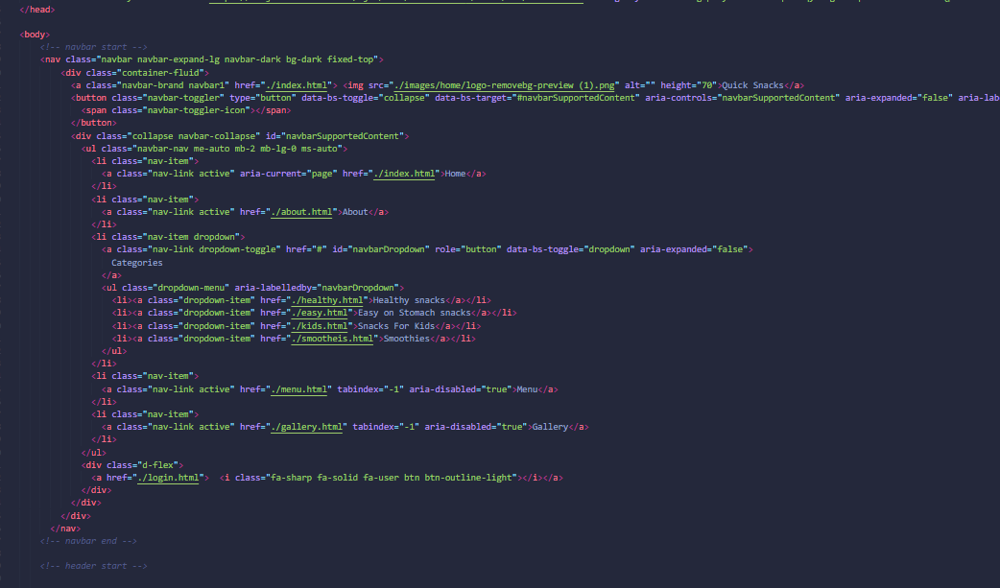 </head>
<body>
<!-- navbar start -->
<nav class="navbar navbar-expand-lg navbar-dark bg-dark fixed-top">
<div class="container-fluid">
<a class="navbar-brand navbar1" href="./index.html"> <img src="./images/home/logo-removebg-preview (1).png" alt="" height="70">Quick Snacks</a>
<button class="navbar-toggler" type="button" data-bs-toggle="collapse" data-bs-target="#navbarSupportedContent" aria-controls="navbarSupportedContent" aria-expanded="false" aria-lab
<span class="navbar-toggler-icon"></span>
</button>
<div class="collapse navbar-collapse" id="navbarSupportedContent">
<ul class="navbar-nav me-auto mb-2 mb-lg-0 ms-auto">
<li class="nav-item">
<a class="nav-link active" aria-current="page" href="./index.html">Home</a>
</li>
<li class="nav-item">
<a class="nav-link active" href="./about.html">About</a>
</li>
<li class="nav-item dropdown">
<a class="nav-link dropdown-toggle" href="#" id="navbarDropdown" role="button" data-bs-toggle="dropdown" aria-expanded="false">
Categories
</a>
<ul class="dropdown-menu" aria-labelledby="navbarDropdown">
<li><a class="dropdown-item" href="./healthy.html">Healthy snacks</a></li>
<li><a class="dropdown-item" href="./easy.html">Easy on Stomach snacks</a></li>
<li><a class="dropdown-item" href="./kids.html">Snacks For Kids</a></li>
<li><a class="dropdown-item" href="./smootheis.html">Smoothies</a></li>
</ul>
</li>
<li class="nav-item">
<a class="nav-link active" href="./menu.html" tabindex="-1" aria-disabled="true">Menu</a>
</li>
<li class="nav-item">
<a class="nav-link active" href="./gallery.html" tabindex="-1" aria-disabled="true">Gallery</a>
</li>
</ul>
<div class="d-flex">
<a href="./login.html">  <i class="fa-sharp fa-solid fa-user btn btn-outline-light"></i></a>
</div>
</div>
</div>
</nav>
<!-- navbar end -->
<!-- header start -->